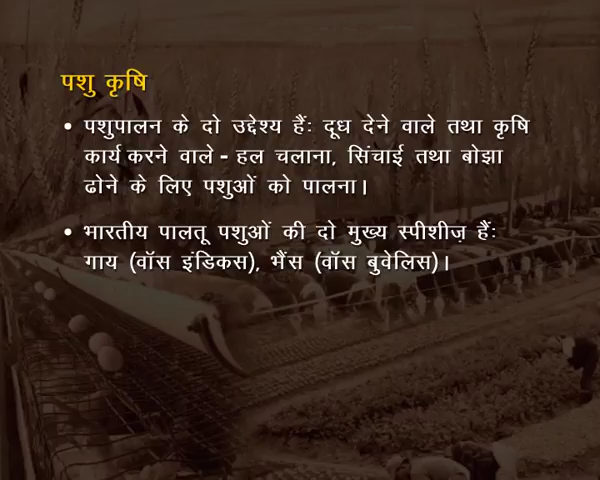 पशु कृषि
• पशुपालन के दो उद्देश्य हैंः दूध देने वाले तथा कृषि
कार्य करने वाले - हल चलाना, सिंचाई तथा बोझा
ढोने के लिए पशुओं को पालना।
• भारतीय पालतू पशुओं की दो मुख्य स्पीशीज़ हैंः
गाय (वॉस इंडिकस), भैंस (वॉस बुवेलिस)।